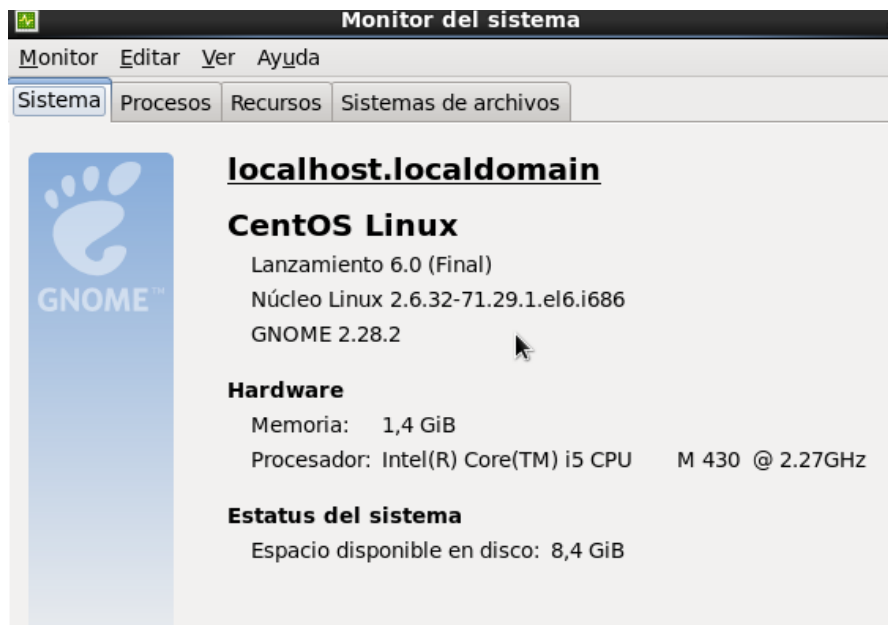 Monitor del sistema
Monitor Editar Ver Ayuda
Sistema Procesos Recursos Sistemas de archivos
GNOME™
localhost.localdomain
CentOS Linux
Lanzamiento 6.0 (Final)
Núcleo Linux 2.6.32-71.29.1.el6.i686
GNOME 2.28.2
Hardware
Memoria: 1,4 GiB
Procesador: Intel(R) Core(TM) i5 CPU M 430 @ 2.27GHz
Estatus del sistema
Espacio disponible en disco: 8,4 GiB